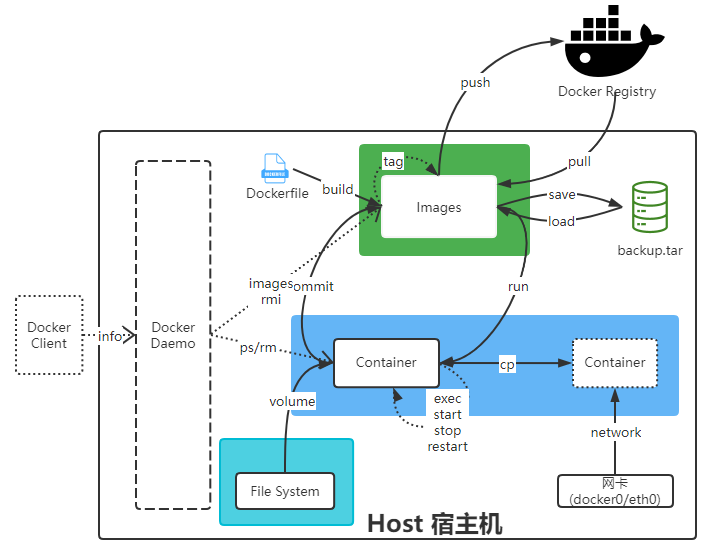 push
Docker Registry
tag
pull
Dockerfile
build
Images
save
load
backup.tar
images
rmi
ommit
run
Docker
Client
info
Docker
Daemo
ps/rm
Container
cp
Container
volume
exec
start
stop
restart
network
File System
网卡
(docker0/eth0)
Host 宿主机